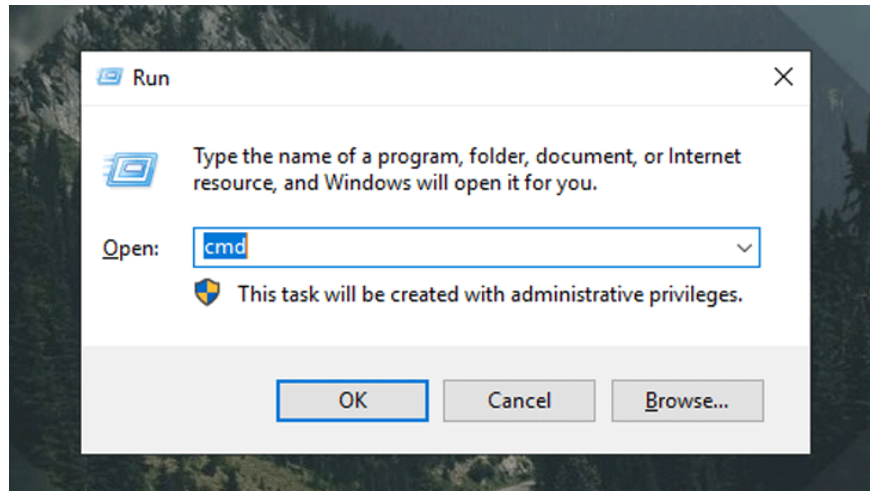 Run
Type the name of a program, folder, document, or Internet
resource, and Windows will open it for you.
Open: cmd
This task will be created with administrative privileges.
OK Cancel Browse...